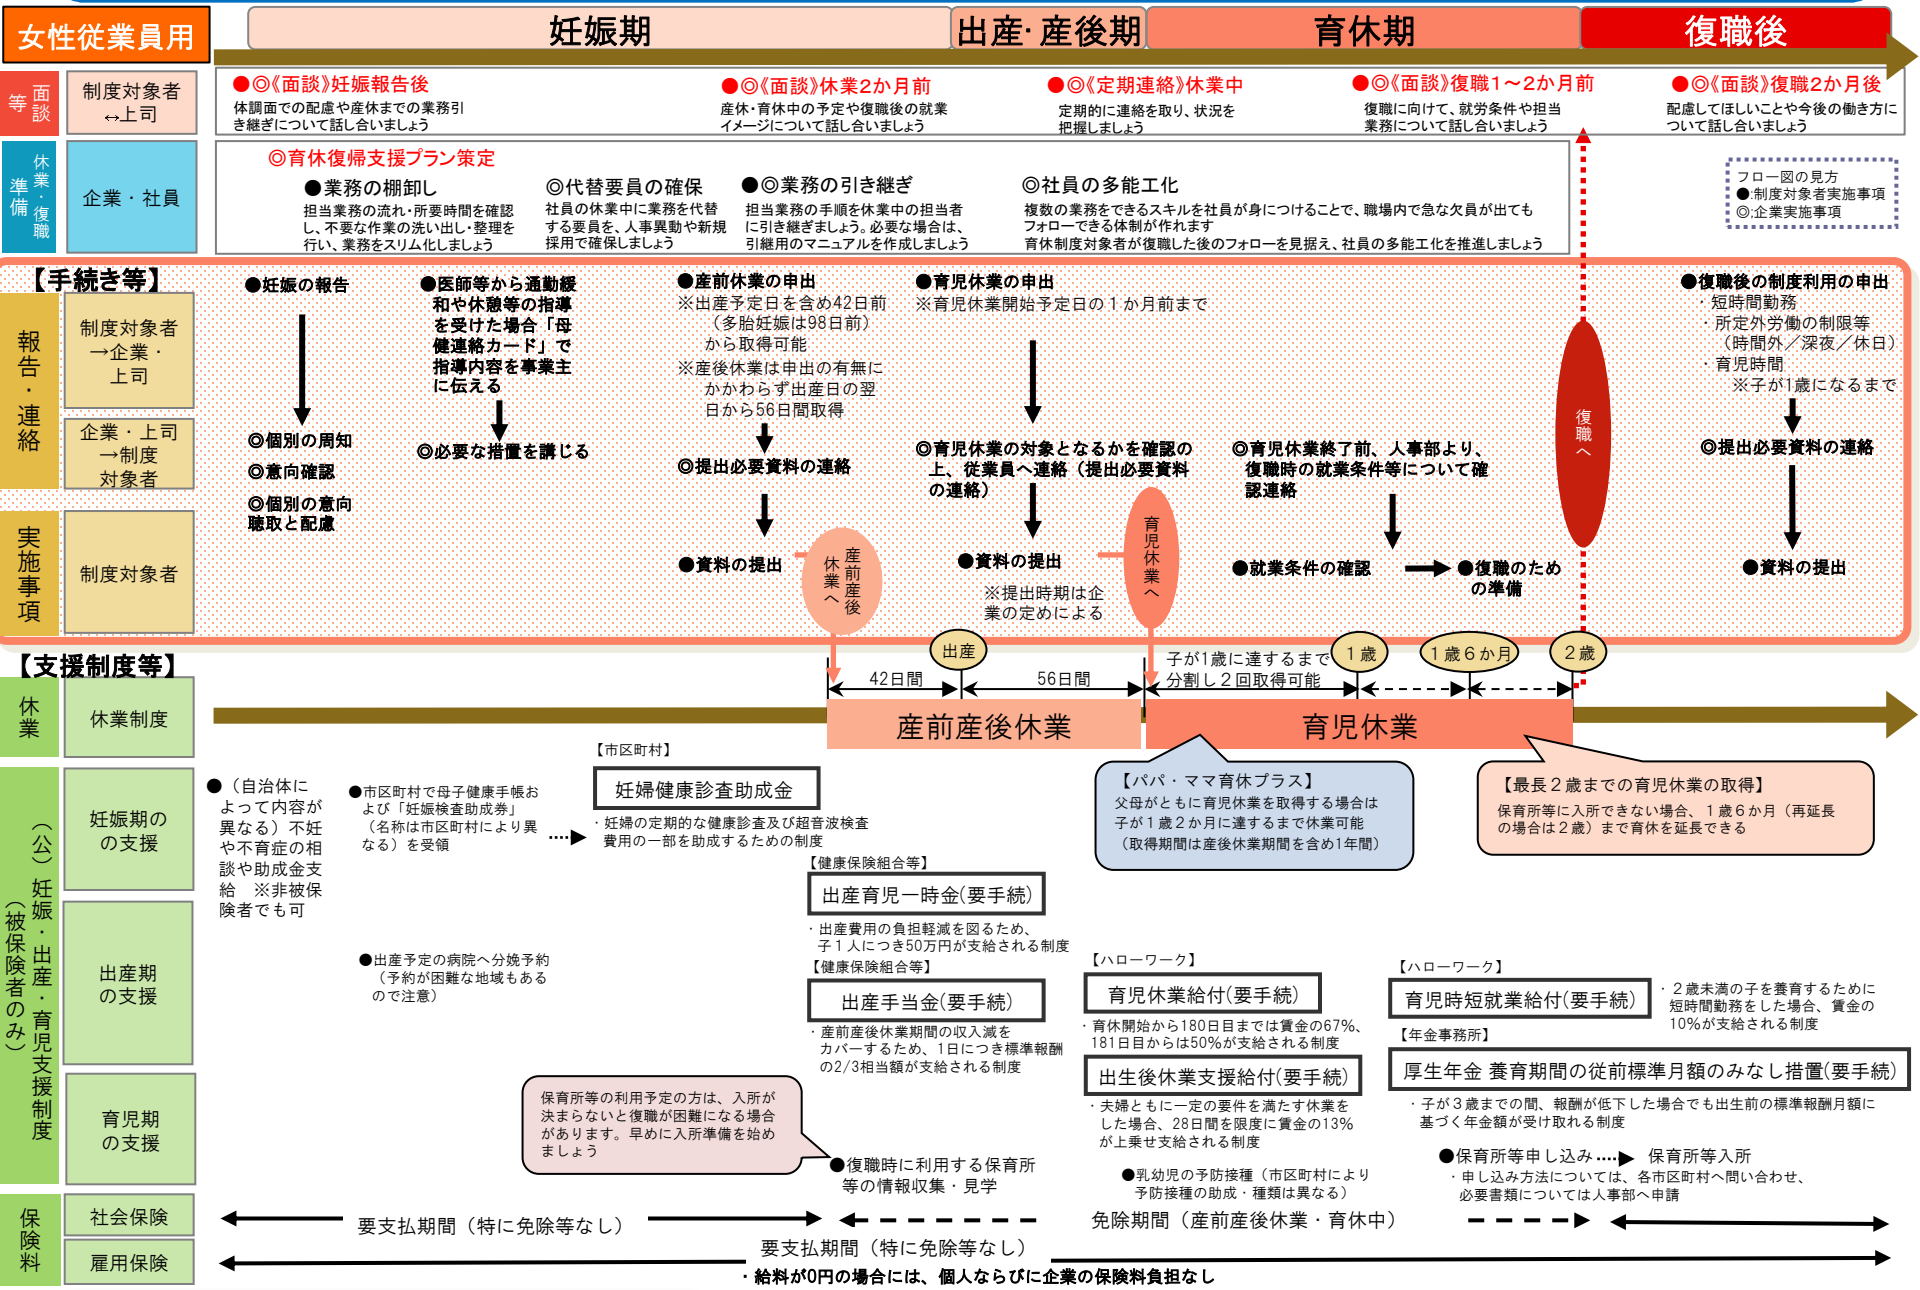 女性従業員用
妊娠期
出産・産後期
育休期
復職後
面談等
制度対象者
↔上司
●◎《面談》妊娠報告後
体調面での配慮や産休までの業務引
き継ぎについて話し合いましょう
●◎《面談》休業2か月前
産休・育休中の予定や復職後の就業
イメージについて話し合いましょう
●◎《定期連絡》休業中
定期的に連絡を取り、状況を
把握しましょう
●◎《面談》復職1～2か月前
復職に向けて、就労条件や担当
業務について話し合いましょう
●◎《面談》復職2か月後
配慮してほしいことや今後の働き方に
ついて話し合いましょう
休業・復職
準備
企業・社員
◎育休復帰支援プラン策定
●業務の棚卸し
担当業務の流れ・所要時間を確認
し、不要な作業の洗い出し・整理を
行い、業務をスリム化しましょう
◎代替要員の確保
社員の休業中に業務を代替
する要員を、人事異動や新規
採用で確保しましょう
●◎業務の引き継ぎ
担当業務の手順を休業中の担当者
に引き継ぎましょう。必要な場合は、
引継用のマニュアルを作成しましょう
◎社員の多能工化
複数の業務をできるスキルを社員が身につけることで、職場内で急な欠員が出ても
フォローできる体制が作れます
育休制度対象者が復職した後のフォローを見据え、社員の多能工化を推進しましょう
フロー図の見方
●:制度対象者実施事項
◎:企業実施事項
【手続き等】
報告・連絡
制度対象者
→企業・
上司
企業・上司
→制度
対象者
実施事項
制度対象者
●妊娠の報告
◎個別の周知
◎意向確認
◎個別の意向
聴取と配慮
●医師等から通勤緩
和や休憩等の指導
を受けた場合「母
健連絡カード」で
指導内容を事業主
に伝える
◎必要な措置を講じる
●産前休業の申出
※出産予定日を含め42日前
（多胎妊娠は98日前）
から取得可能
※産後休業は申出の有無に
かかわらず出産日の翌
日から56日間取得
◎提出必要資料の連絡
●資料の提出
産前産後
休業へ
●育児休業の申出
※育児休業開始予定日の１か月前まで
◎育児休業の対象となるかを確認の
上、従業員へ連絡（提出必要資料
の連絡）
●資料の提出
※提出時期は企
業の定めによる
育児休業へ
◎育児休業終了前、人事部より、
復職時の就業条件等について確
認連絡
●就業条件の確認
●復職のため
の準備
復職へ
●復職後の制度利用の申出
・短時間勤務
・所定外労働の制限等
（時間外／深夜／休日）
・育児時間
※子が1歳になるまで
◎提出必要資料の連絡
●資料の提出
【支援制度等】
休業
休業制度
42日間
出産
56日間
子が1歳に達するまで
分割し２回取得可能
１歳
１歳６か月
２歳
産前産後休業
育児休業
（公）妊娠・出産・育児支援制度
（被保険者のみ）
妊娠期の
の支援
出産期
の支援
育児期
の支援
●（自治体に
よって内容が
異なる）不妊
や不育症の相
談や助成金支
給　※非被保
険者でも可
●市区町村で母子健康手帳お
よび「妊娠検査助成券」
（名称は市区町村により異
なる）を受領
【市区町村】
妊婦健康診査助成金
・妊婦の定期的な健康診査及び超音波検査
費用の一部を助成するための制度
●出産予定の病院へ分娩予約
（予約が困難な地域もある
ので注意）
【健康保険組合等】
出産育児一時金(要手続)
・出産費用の負担軽減を図るため、
子１人につき50万円が支給される制度
【健康保険組合等】
出産手当金(要手続)
・産前産後休業期間の収入減を
カバーするため、1日につき標準報酬
の2/3相当額が支給される制度
【パパ・ママ育休プラス】
父母がともに育児休業を取得する場合は
子が１歳２か月に達するまで休業可能
（取得期間は産後休業期間を含め1年間）
【最長２歳までの育児休業の取得】
保育所等に入所できない場合、１歳６か月（再延長
の場合は２歳）まで育休を延長できる
【ハローワーク】
育児休業給付(要手続)
・育休開始から180日目までは賃金の67%、
181日目からは50%が支給される制度
出生後休業支援給付(要手続)
・夫婦ともに一定の要件を満たす休業を
した場合、28日間を限度に賃金の13%
が上乗せ支給される制度
【ハローワーク】
育児時短就業給付(要手続)
・２歳未満の子を養育するために
短時間勤務をした場合、賃金の
10%が支給される制度
【年金事務所】
厚生年金 養育期間の従前標準月額のみなし措置(要手続)
・子が３歳までの間、報酬が低下した場合でも出生前の標準報酬月額に
基づく年金額が受け取れる制度
保育所等の利用予定の方は、入所が
決まらないと復職が困難になる場合
があります。早めに入所準備を始め
ましょう
●復職時に利用する保育所
等の情報収集・見学
●乳幼児の予防接種（市区町村により
予防接種の助成・種類は異なる）
●保育所等申し込み
保育所等入所
・申し込み方法については、各市区町村へ問い合わせ、
必要書類については人事部へ申請
保険料
社会保険
要支払期間（特に免除等なし）
免除期間（産前産後休業・育休中）
雇用保険
要支払期間（特に免除等なし）
・給料が0円の場合には、個人ならびに企業の保険料負担なし